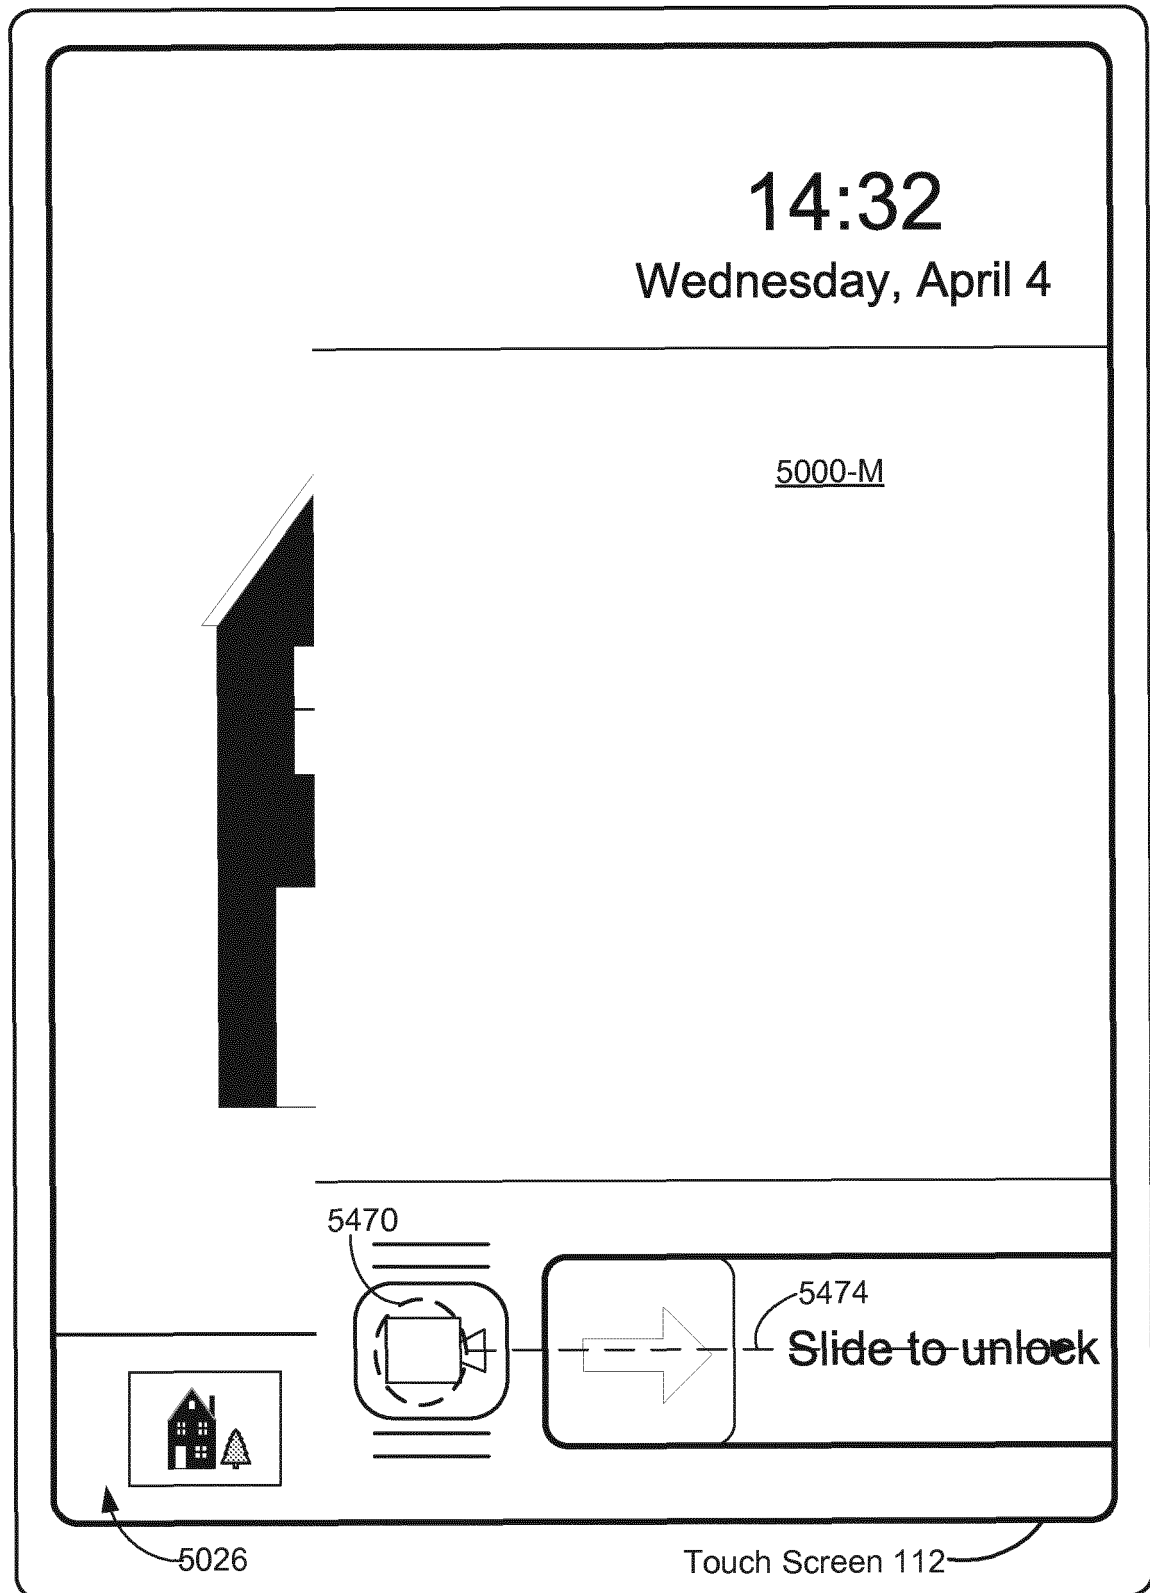 14:32
Wednesday, April 4
5000-M
5470
5474
Slide to unlock
5026
Touch Screen 112